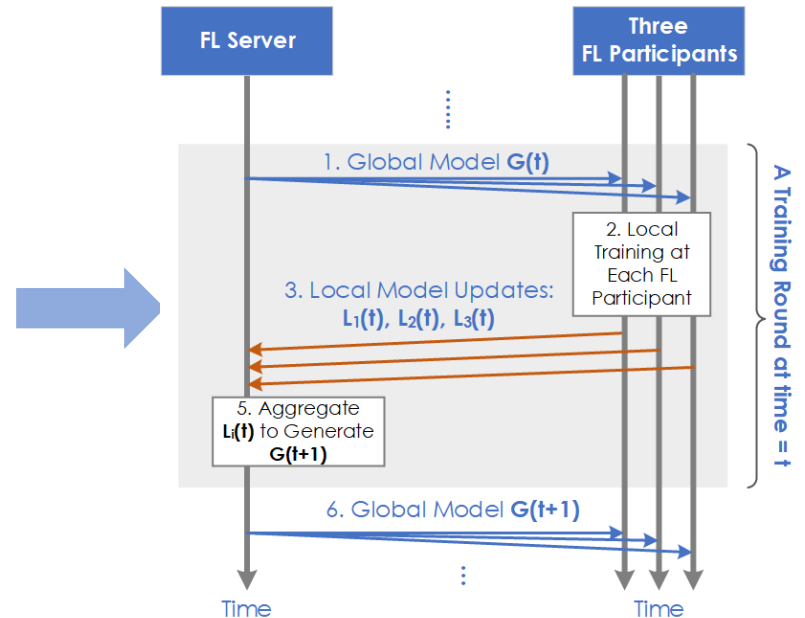 FL Server
Three
FL Participants
1. Global Model G(t)
2. Local
Training at
Each FL
Participant
3. Local Model Updates:
L₁(t), L₂(t), L₃(t)
5. Aggregate
Lᵢ(t) to Generate
G(t+1)
A Training Round at time = t
6. Global Model G(t+1)
Time
Time